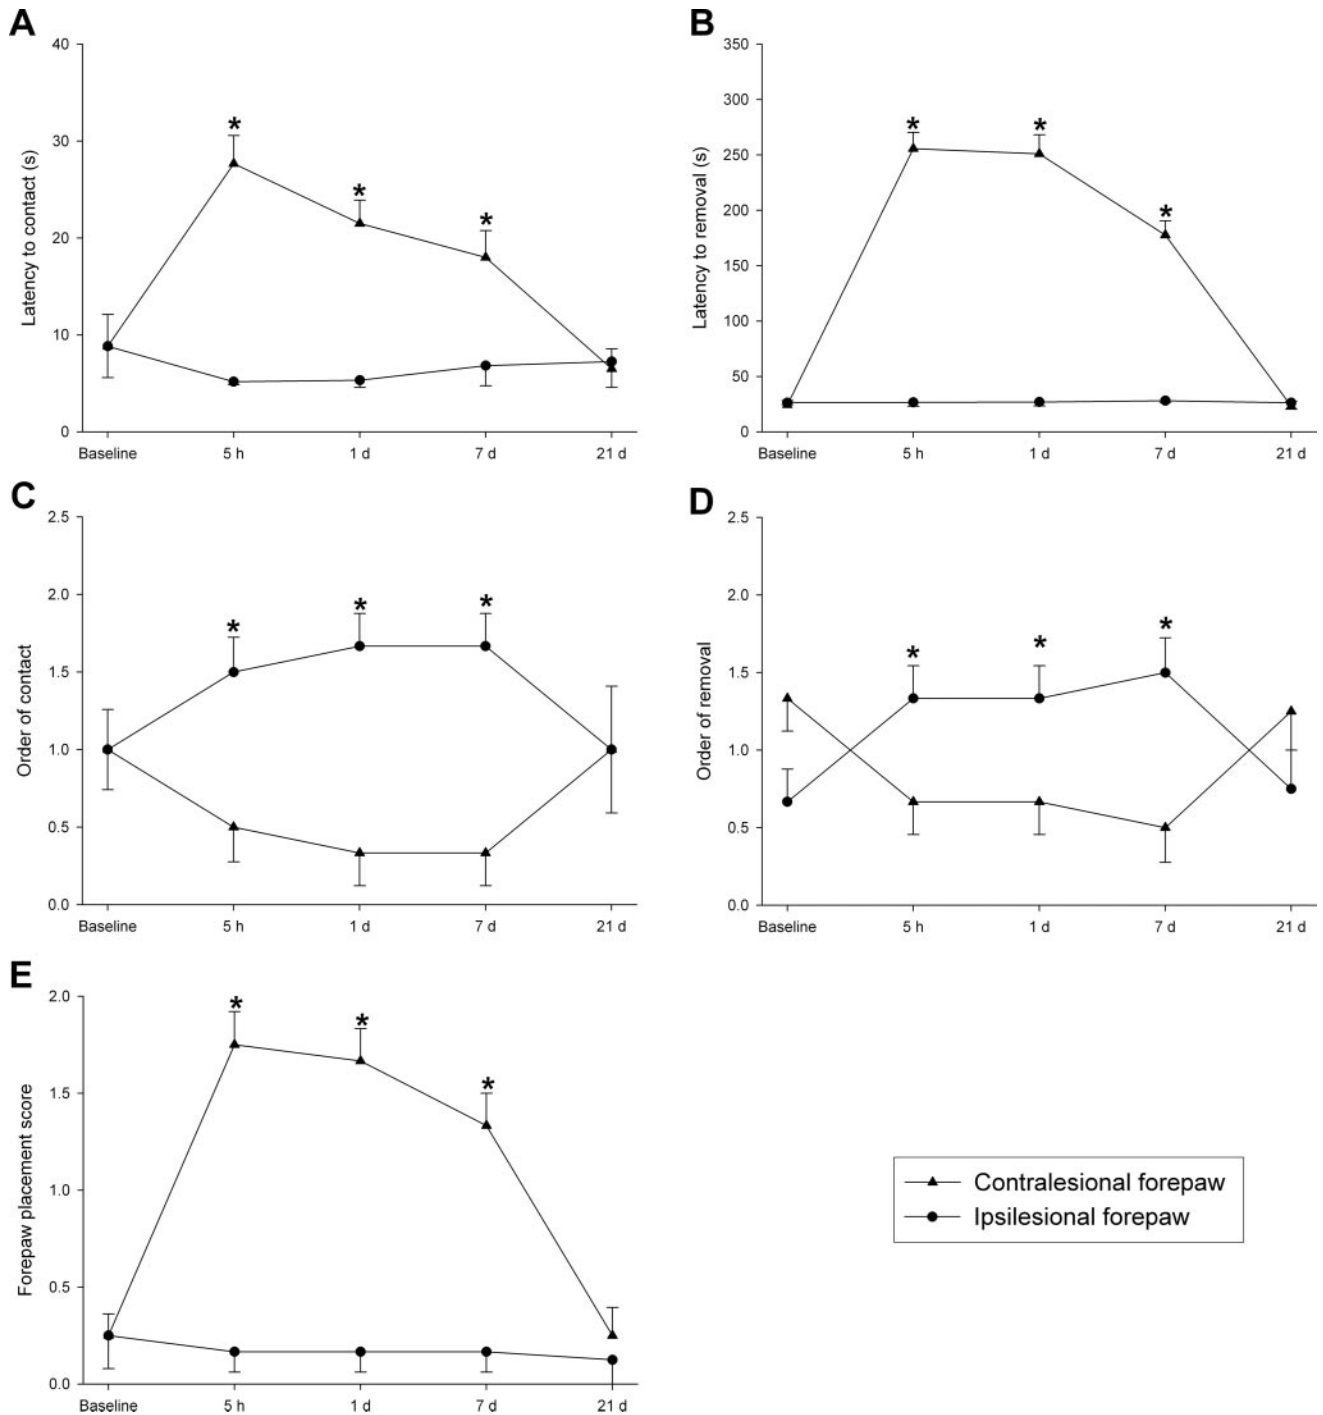 A
Latency to contact (s)
40
30
20
10
0
* * *
Baseline 5 h 1 d 7 d 21 d
B
Latency to removal (s)
350
300
250
200
150
100
50
0
* * *
Baseline 5 h 1 d 7 d 21 d
C
Order of contact
2.5
2.0
1.5
1.0
0.5
0.0
* * *
Baseline 5 h 1 d 7 d 21 d
D
Order of removal
2.5
2.0
1.5
1.0
0.5
0.0
* * *
Baseline 5 h 1 d 7 d 21 d
E
Forepaw placement score
2.0
1.5
1.0
0.5
0.0
* * *
Baseline 5 h 1 d 7 d 21 d
Contralesional forepaw
Ipsilesional forepaw